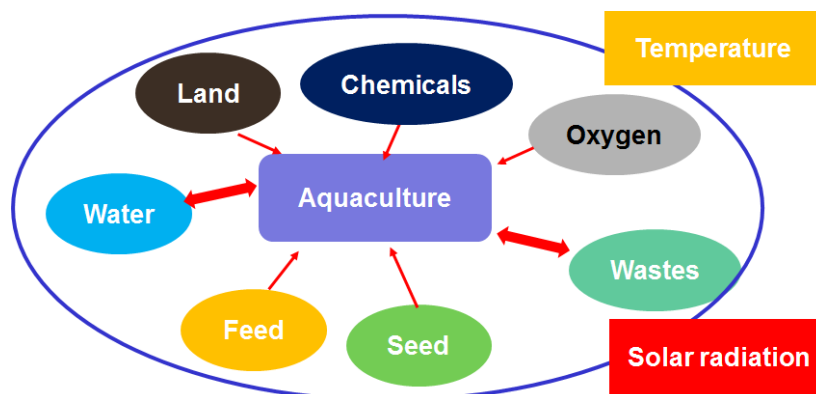 Temperature
Land
Chemicals
Oxygen
Aquaculture
Water
Wastes
Feed
Seed
Solar radiation